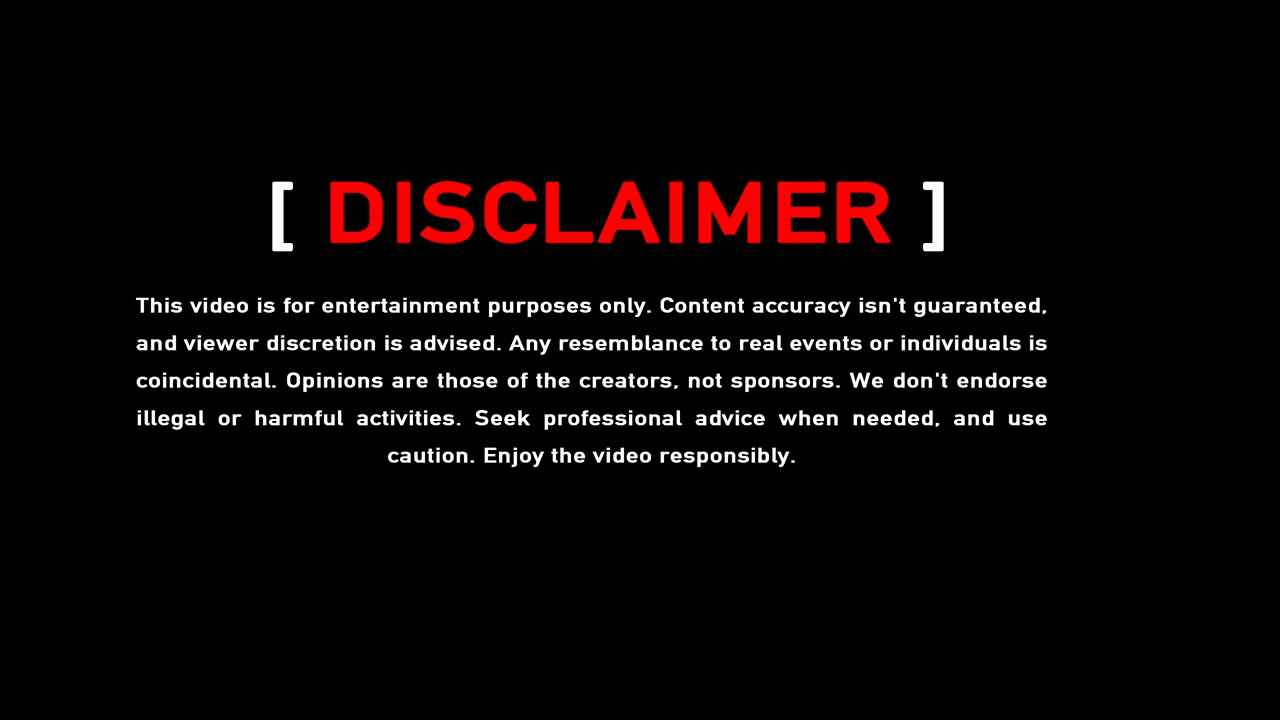 [ DISCLAIMER ]
This video is for entertainment purposes only. Content accuracy isn't guaranteed,
and viewer discretion is advised. Any resemblance to real events or individuals is
coincidental. Opinions are those of the creators, not sponsors. We don't endorse
illegal or harmful activities. Seek professional advice when needed, and use
caution. Enjoy the video responsibly.